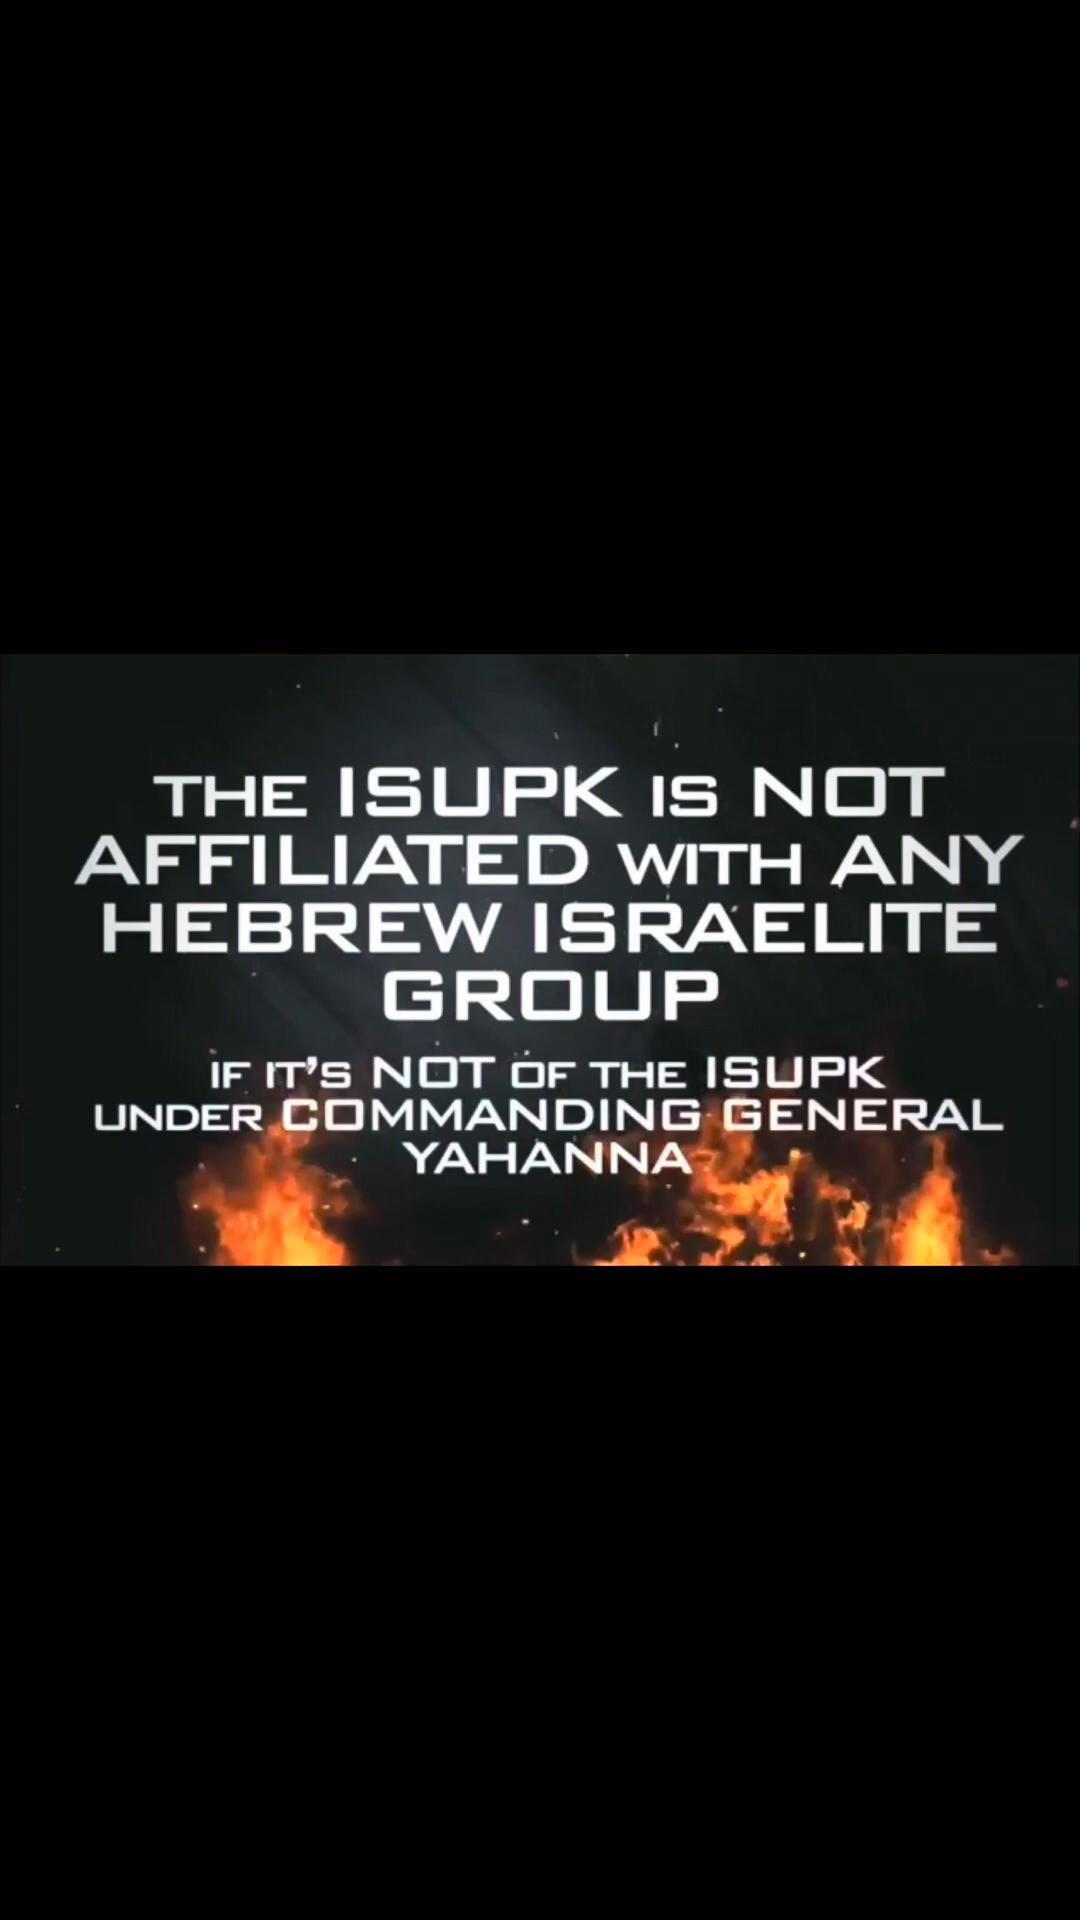 THE ISUPK IS NOT
AFFILIATED WITH ANY
HEBREW ISRAELITE
GROUP
IF IT'S NOT OF THE ISUPK
UNDER COMMANDING GENERAL
YAHANNA